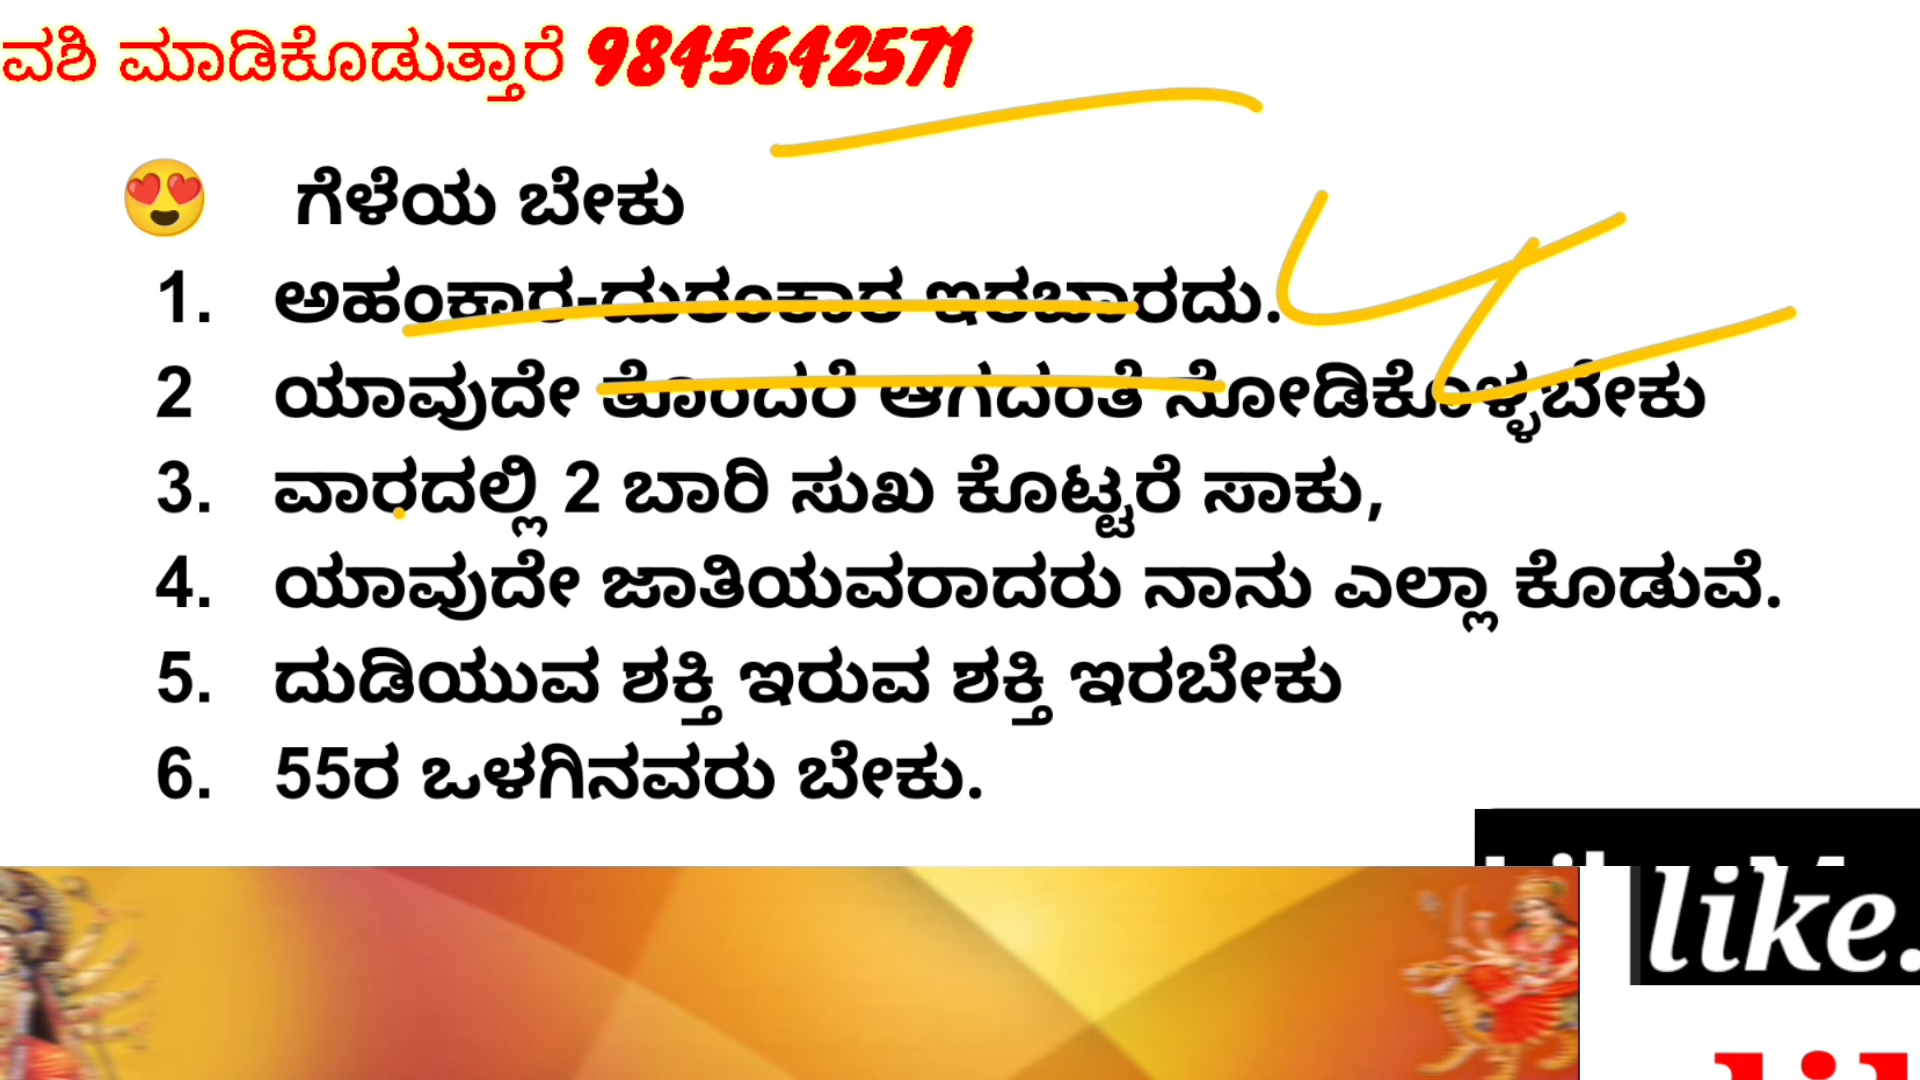 ವಶಿ ಮಾಡಿಕೊಡುತ್ತಾರೆ 9845642571
😍 ಗೆಳೆಯ ಬೇಕು
1. ಅಹಂಕಾರ-ದುರಂಕಾರ ಇರಬಾರದು.
2 ಯಾವುದೇ ತೊಂದರೆ ಆಗದಂತೆ ನೋಡಿಕೊಳ್ಳಬೇಕು
3. ವಾರದಲ್ಲಿ 2 ಬಾರಿ ಸುಖ ಕೊಟ್ಟರೆ ಸಾಕು,
4. ಯಾವುದೇ ಜಾತಿಯವರಾದರು ನಾನು ಎಲ್ಲಾ ಕೊಡುವೆ.
5. ದುಡಿಯುವ ಶಕ್ತಿ ಇರುವ ಶಕ್ತಿ ಇರಬೇಕು
6. 55ರ ಒಳಗಿನವರು ಬೇಕು.
like.